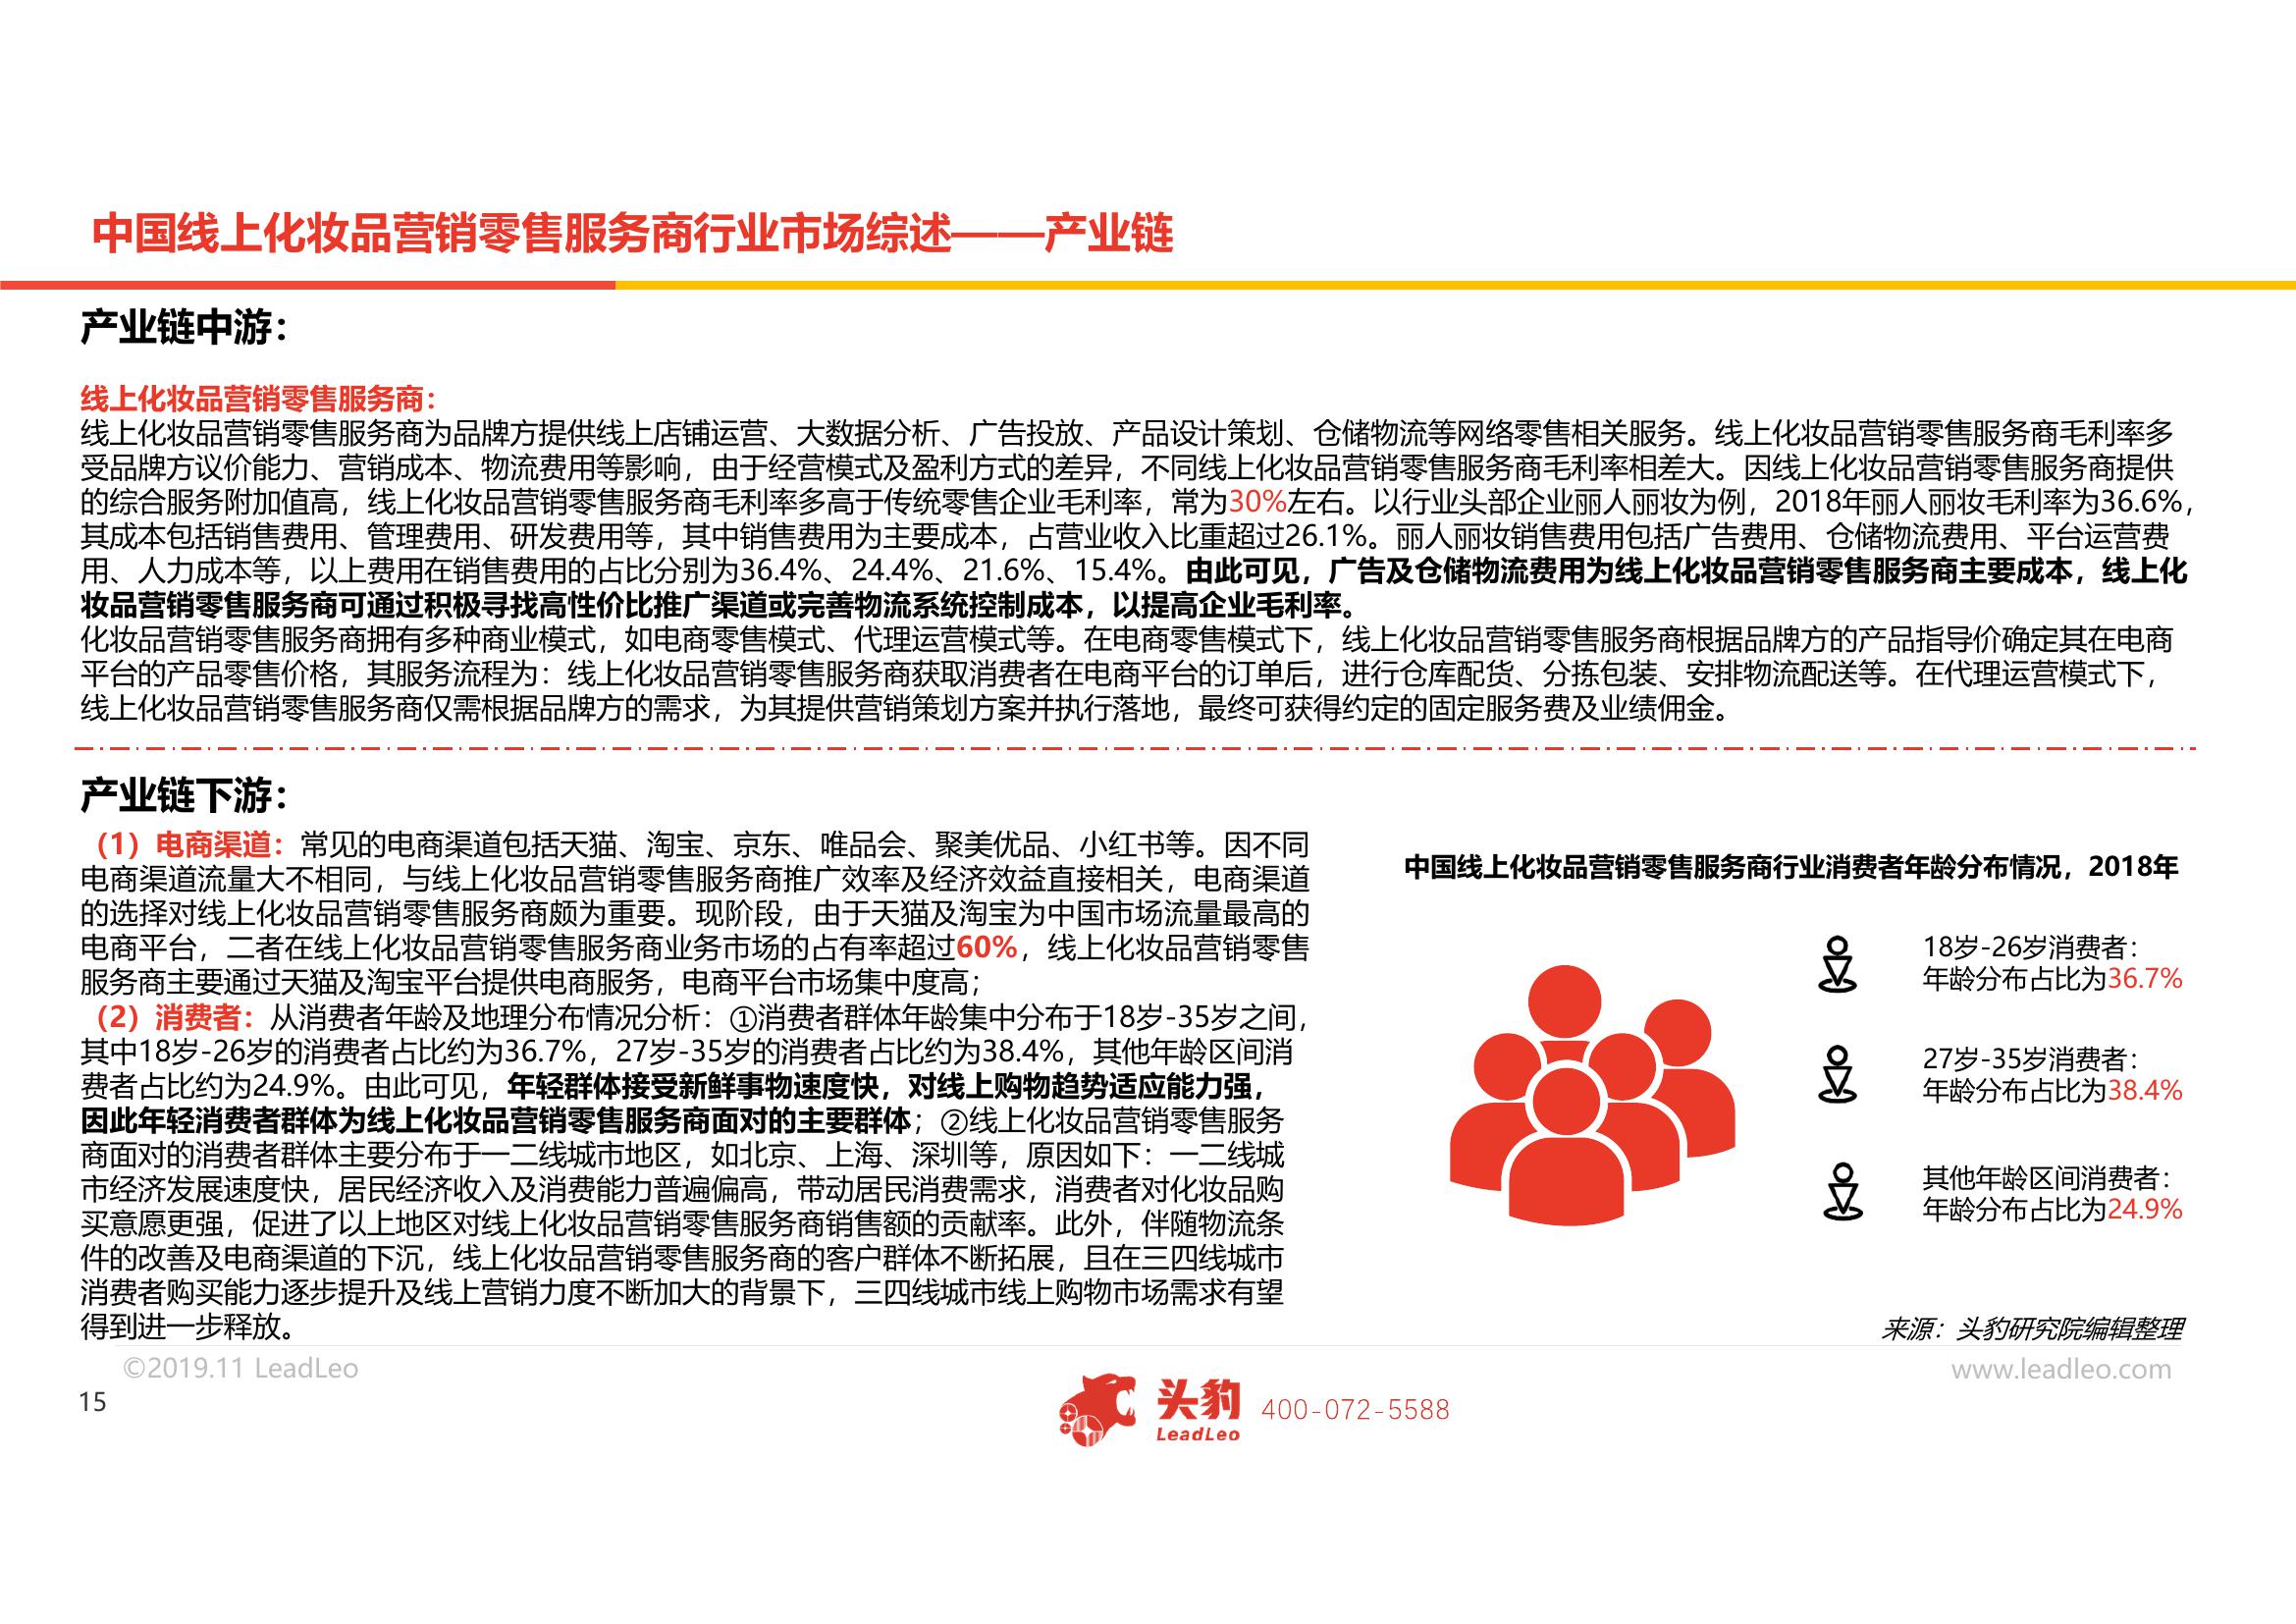 中国线上化妆品营销零售服务商行业市场综述——产业链
产业链中游：
线上化妆品营销零售服务商：
线上化妆品营销零售服务商为品牌方提供线上店铺运营、大数据分析、广告投放、产品设计策划、仓储物流等网络零售相关服务。线上化妆品营销零售服务商毛利率多
受品牌方议价能力、营销成本、物流费用等影响，由于经营模式及盈利方式的差异，不同线上化妆品营销零售服务商毛利率相差大。因线上化妆品营销零售服务商提供
的综合服务附加值高，线上化妆品营销零售服务商毛利率多高于传统零售企业毛利率，常为30%左右。以行业头部企业丽人丽妆为例，2018年丽人丽妆毛利率为36.6%，
其成本包括销售费用、管理费用、研发费用等，其中销售费用为主要成本，占营业收入比重超过26.1%。丽人丽妆销售费用包括广告费用、仓储物流费用、平台运营费
用、人力成本等，以上费用在销售费用的占比分别为36.4%、24.4%、21.6%、15.4%。由此可见，广告及仓储物流费用为线上化妆品营销零售服务商主要成本，线上化
妆品营销零售服务商可通过积极寻找高性价比推广渠道或完善物流系统控制成本，以提高企业毛利率。
化妆品营销零售服务商拥有多种商业模式，如电商零售模式、代理运营模式等。在电商零售模式下，线上化妆品营销零售服务商根据品牌方的产品指导价确定其在电商
平台的产品零售价格，其服务流程为：线上化妆品营销零售服务商获取消费者在电商平台的订单后，进行仓库配货、分拣包装、安排物流配送等。在代理运营模式下，
线上化妆品营销零售服务商仅需根据品牌方的需求，为其提供营销策划方案并执行落地，最终可获得约定的固定服务费及业绩佣金。
产业链下游：
（1）电商渠道：常见的电商渠道包括天猫、淘宝、京东、唯品会、聚美优品、小红书等。因不同
电商渠道流量大不相同，与线上化妆品营销零售服务商推广效率及经济效益直接相关，电商渠道
的选择对线上化妆品营销零售服务商颇为重要。现阶段，由于天猫及淘宝为中国市场流量最高的
电商平台，二者在线上化妆品营销零售服务商业务市场的占有率超过60%，线上化妆品营销零售
服务商主要通过天猫及淘宝平台提供电商服务，电商平台市场集中度高；
（2）消费者：从消费者年龄及地理分布情况分析：①消费者群体年龄集中分布于18岁-35岁之间，
其中18岁-26岁的消费者占比约为36.7%，27岁-35岁的消费者占比约为38.4%，其他年龄区间消
费者占比约为24.9%。由此可见，年轻群体接受新鲜事物速度快，对线上购物趋势适应能力强，
因此年轻消费者群体为线上化妆品营销零售服务商面对的主要群体；②线上化妆品营销零售服务
商面对的消费者群体主要分布于一二线城市地区，如北京、上海、深圳等，原因如下：一二线城
市经济发展速度快，居民经济收入及消费能力普遍偏高，带动居民消费需求，消费者对化妆品购
买意愿更强，促进了以上地区对线上化妆品营销零售服务商销售额的贡献率。此外，伴随物流条
件的改善及电商渠道的下沉，线上化妆品营销零售服务商的客户群体不断拓展，且在三四线城市
消费者购买能力逐步提升及线上营销力度不断加大的背景下，三四线城市线上购物市场需求有望
得到进一步释放。
中国线上化妆品营销零售服务商行业消费者年龄分布情况，2018年
18岁-26岁消费者：
年龄分布占比为36.7%
27岁-35岁消费者：
年龄分布占比为38.4%
其他年龄区间消费者：
年龄分布占比为24.9%
来源：头豹研究院编辑整理
©2019.11 LeadLeo
www.leadleo.com
15
头豹
LeadLeo
400-072-5588